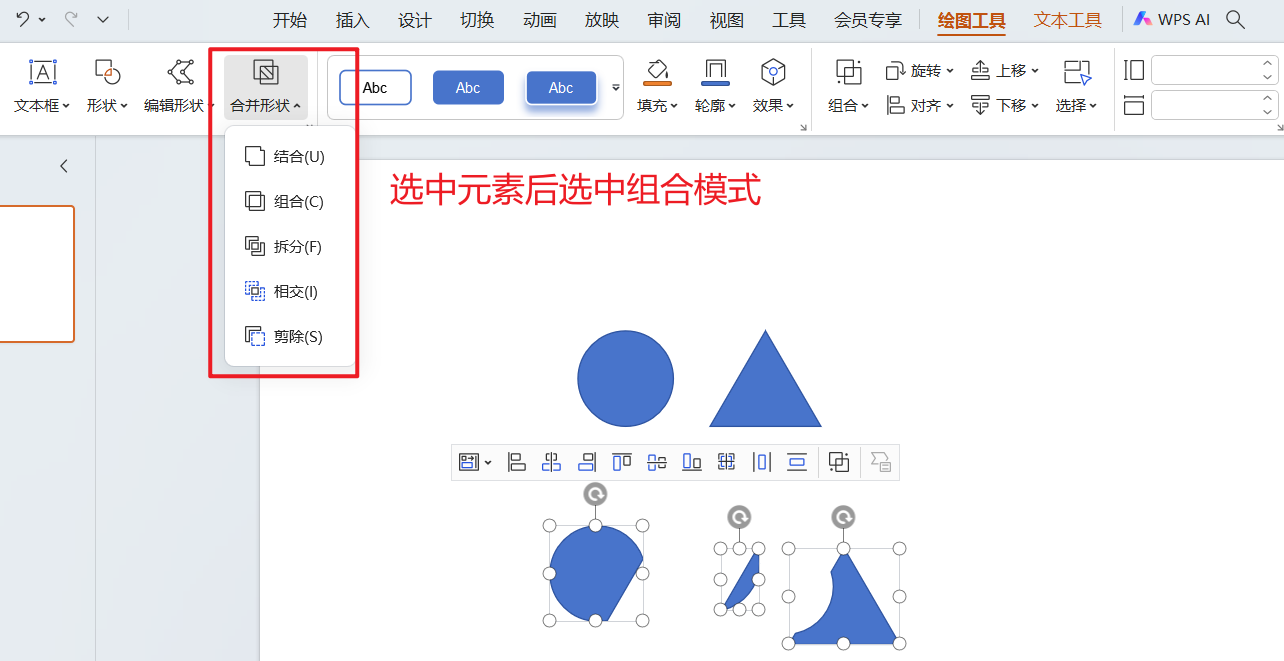 开始 插入 设计 切换 动画 放映 审阅 视图 工具 会员专享 绘图工具 文本工具 WPS AI
Abc Abc Abc
旋转 上移
文本框 形状 编辑形状 合并形状 填充 轮廓 效果 组合 对齐 下移 选择
结合(U)
组合(C)
拆分(F)
相交(I)
剪除(S)
选中元素后选中组合模式